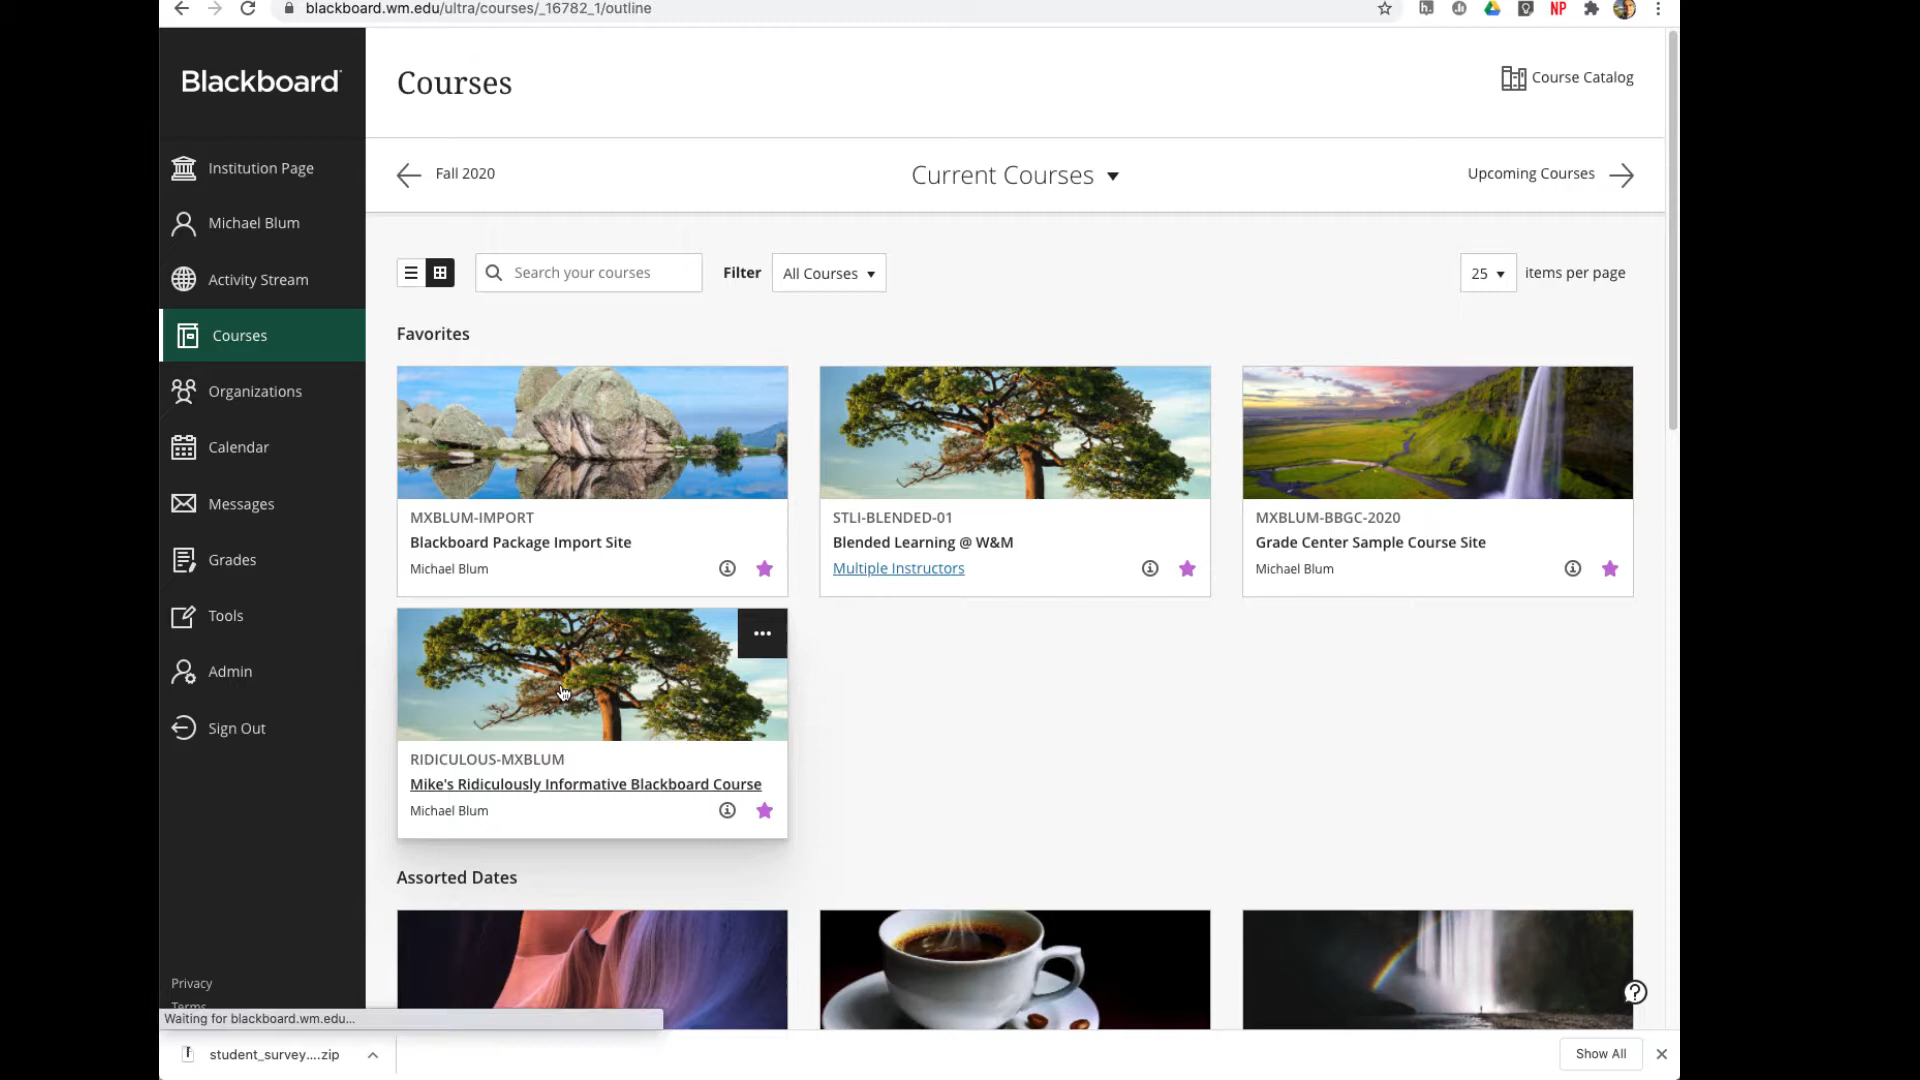 blackboard.wm.edu/ultra/courses/_16782_1/outline
NP
Blackboard
Courses
Course Catalog
Institution Page
Michael Blum
Activity Stream
Courses
Organizations
Calendar
Messages
Grades
Tools
Admin
Sign Out
Privacy
Terms
Fall 2020
Current Courses
Upcoming Courses
Search your courses
Filter
All Courses
25
items per page
Favorites
MXBLUM-IMPORT
Blackboard Package Import Site
Michael Blum
STLI-BLENDED-01
Blended Learning @ W&M
Multiple Instructors
MXBLUM-BBGC-2020
Grade Center Sample Course Site
Michael Blum
RIDICULOUS-MXBLUM
Mike's Ridiculously Informative Blackboard Course
Michael Blum
Assorted Dates
Waiting for blackboard.wm.edu...
student_survey....zip
Show All